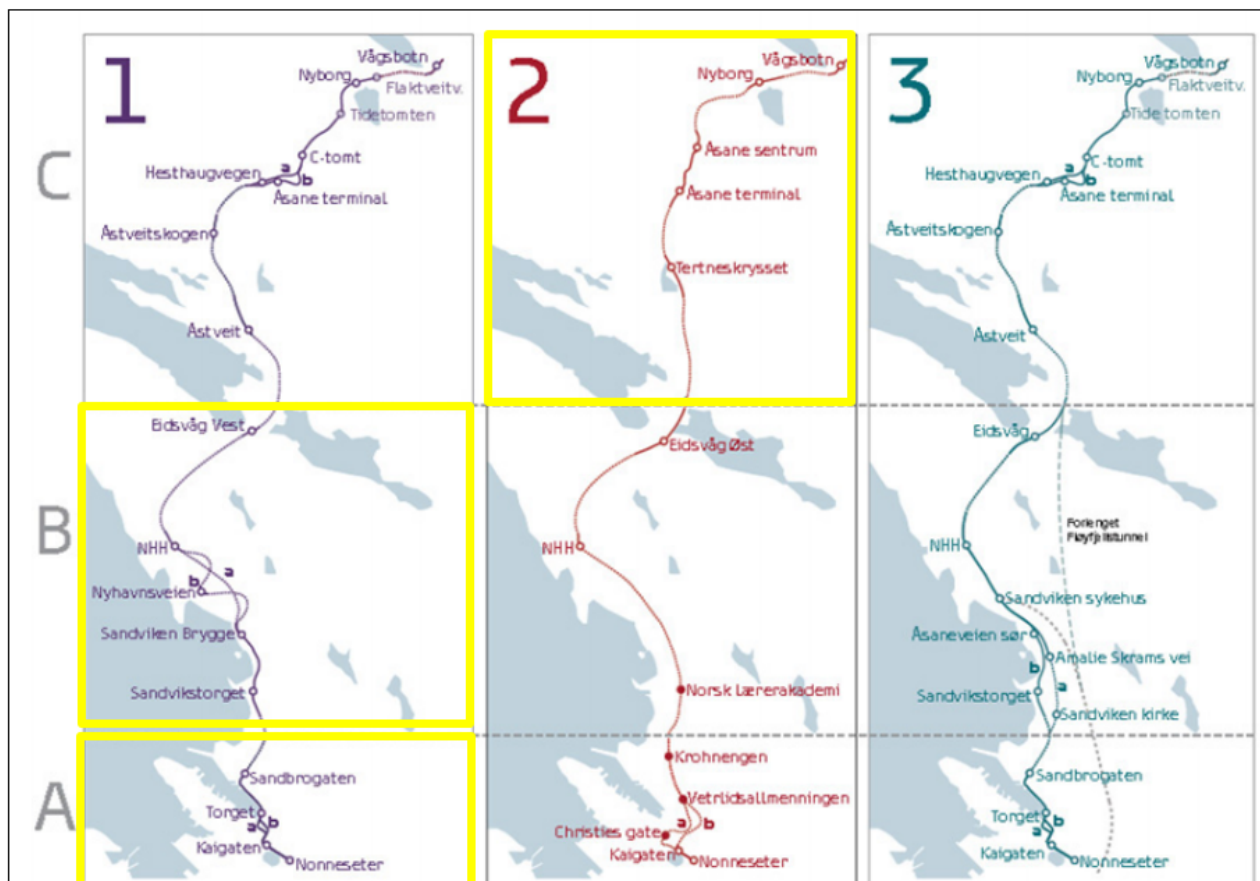 1
Vågsbotn
Nyborg
Flaktveitv.
Tidetomten
a
C-tomt
Hesthaugvegen
b
Åsane terminal
Åstveitskogen
Åstveit
2
Vågsbotn
Nyborg
Åsane sentrum
Åsane terminal
Tertneskrysset
3
Vågsbotn
Nyborg
Flaktveitv.
Tidetomten
C-tomt
a
Hesthaugvegen
b
Åsane terminal
Åstveitskogen
Åstveit
C
Eidsvåg Vest
NHH
b
a
Nyhavnsveien
Sandviken Brygge
Sandvikstorget
Eidsvåg Øst
NHH
Norsk Lærerakademi
Eidsvåg
Forlenget
Fløyfjellstunnel
NHH
Sandviken sykehus
Åsaneveien sør
Amalie Skrams vei
b
a
Sandvikstorget
Sandviken kirke
B
Sandbrogaten
Torget
a
b
Kaigaten
Nonneseter
Krohnengen
Vetrlidsallmenningen
a
b
Christies gate
Kaigaten
Nonneseter
Sandbrogaten
Torget
a
b
Kaigaten
Nonneseter
A